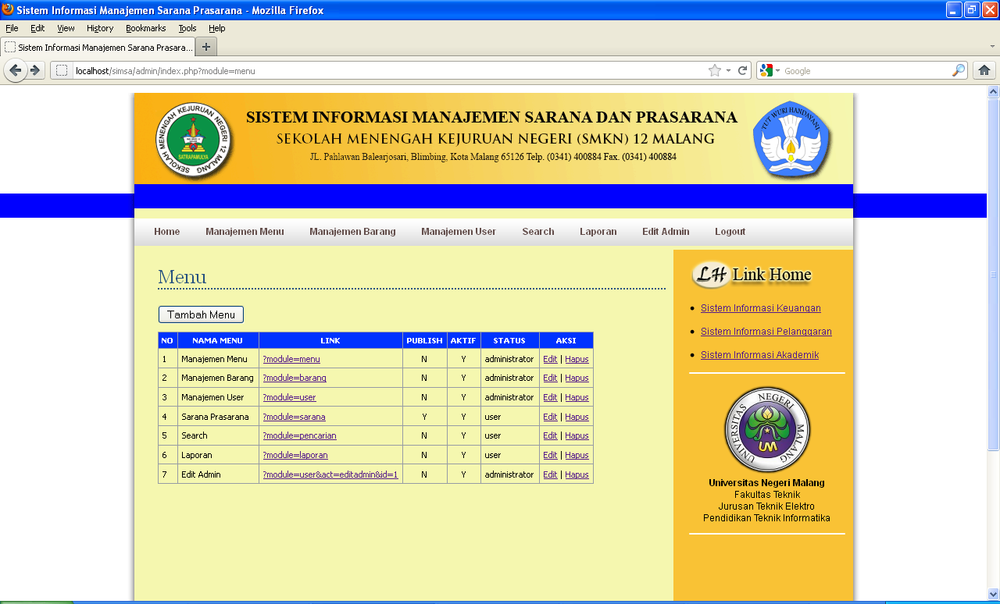 Sistem Informasi Manajemen Sarana Prasarana - Mozilla Firefox
File Edit View History Bookmarks Tools Help
Sistem Informasi Manajemen Sarana Prasara...
localhost/simsa/admin/index.php?module=menu
Google
SEKOLAH MENENGAH KEJURUAN NEGERI 12 MALANG
SATRAPAMULYA
SISTEM INFORMASI MANAJEMEN SARANA DAN PRASARANA
SEKOLAH MENENGAH KEJURUAN NEGERI (SMKN) 12 MALANG
JL. Pahlawan Balearjosari, Blimbing, Kota Malang 65126 Telp. (0341) 400884 Fax. (0341) 400884
TUT WURI HANDAYANI
Home Manajemen Menu Manajemen Barang Manajemen User Search Laporan Edit Admin Logout
Menu
Tambah Menu
NO NAMA MENU LINK PUBLISH AKTIF STATUS AKSI
1 Manajemen Menu ?module=menu N Y administrator Edit | Hapus
2 Manajemen Barang ?module=barang N Y administrator Edit | Hapus
3 Manajemen User ?module=user N Y administrator Edit | Hapus
4 Sarana Prasarana ?module=sarana Y Y user Edit | Hapus
5 Search ?module=pencarian N Y user Edit | Hapus
6 Laporan ?module=laporan N Y user Edit | Hapus
7 Edit Admin ?module=user&act=editadmin&id=1 N Y administrator Edit | Hapus
LH Link Home
Sistem Informasi Keuangan
Sistem Informasi Pelanggaran
Sistem Informasi Akademik
UNIVERSITAS NEGERI MALANG
UM
Universitas Negeri Malang
Fakultas Teknik
Jurusan Teknik Elektro
Pendidikan Teknik Informatika